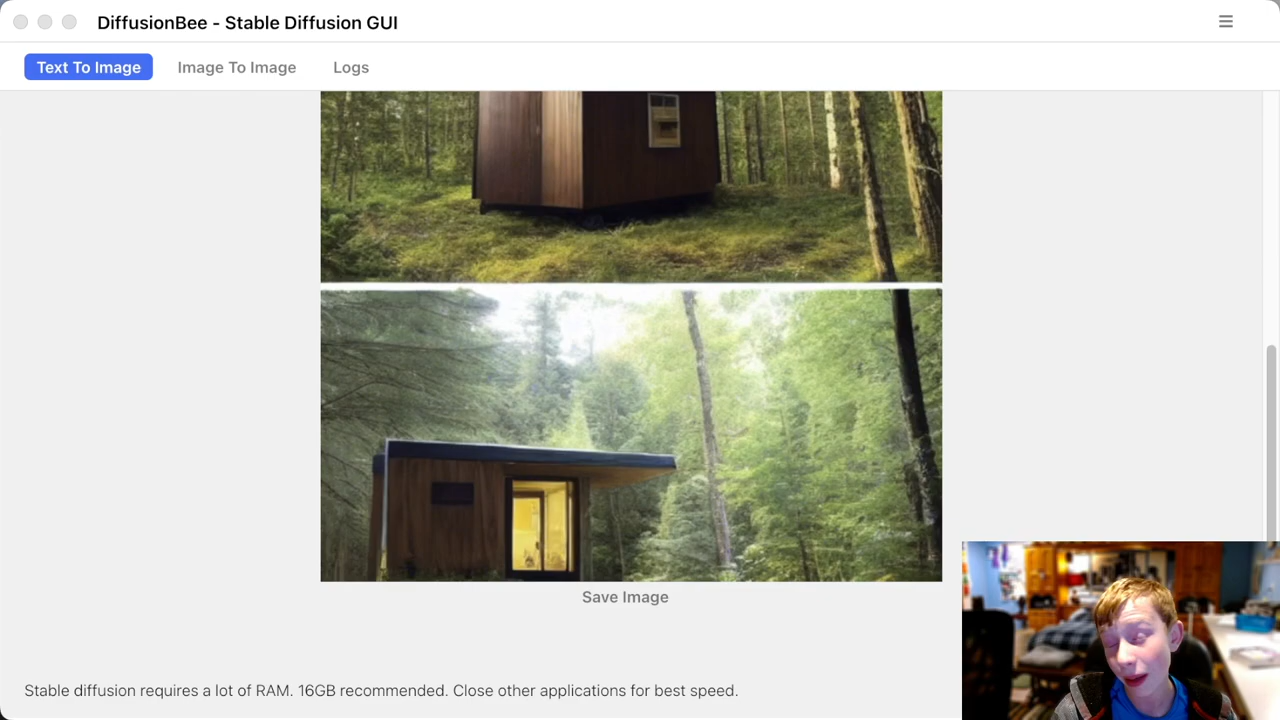 DiffusionBee - Stable Diffusion GUI
Text To Image
Image To Image
Logs
Save Image
Stable diffusion requires a lot of RAM. 16GB recommended. Close other applications for best speed.